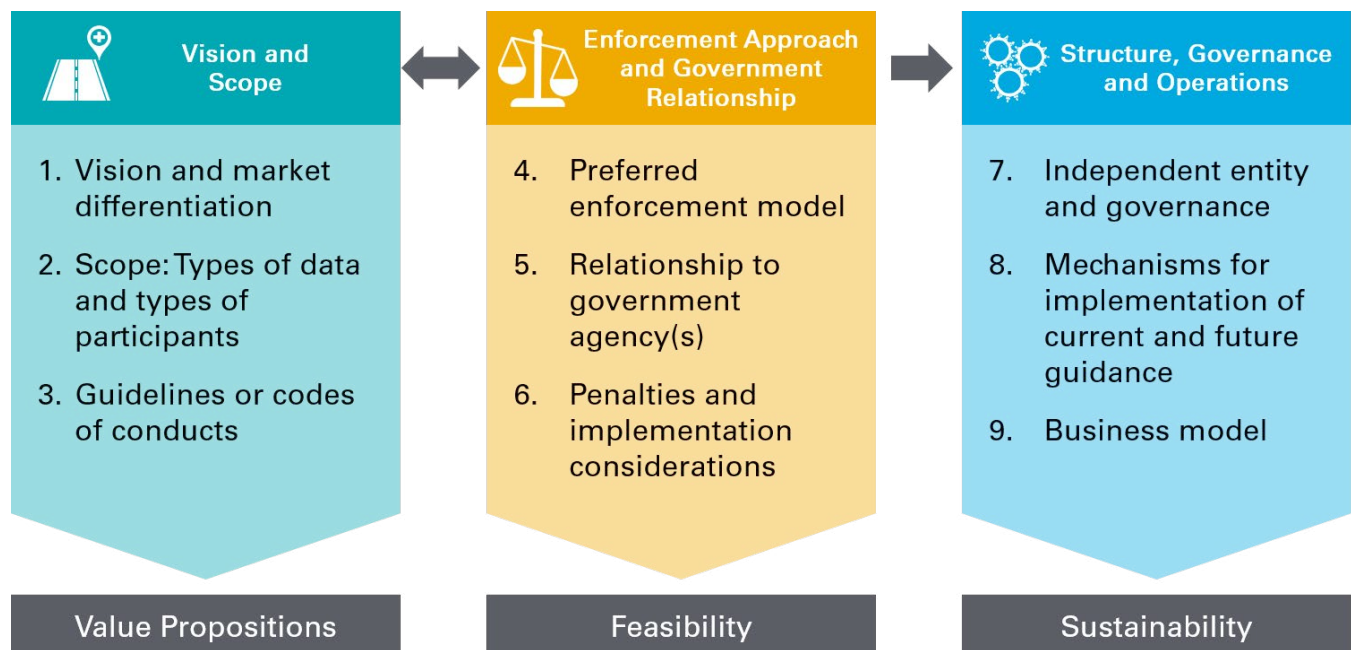 Vision and
Scope
1. Vision and market
differentiation
2. Scope: Types of data
and types of
participants
3. Guidelines or codes
of conducts
Value Propositions
Enforcement Approach
and Government
Relationship
4. Preferred
enforcement model
5. Relationship to
government
agency(s)
6. Penalties and
implementation
considerations
Feasibility
Structure, Governance
and Operations
7. Independent entity
and governance
8. Mechanisms for
implementation of
current and future
guidance
9. Business model
Sustainability